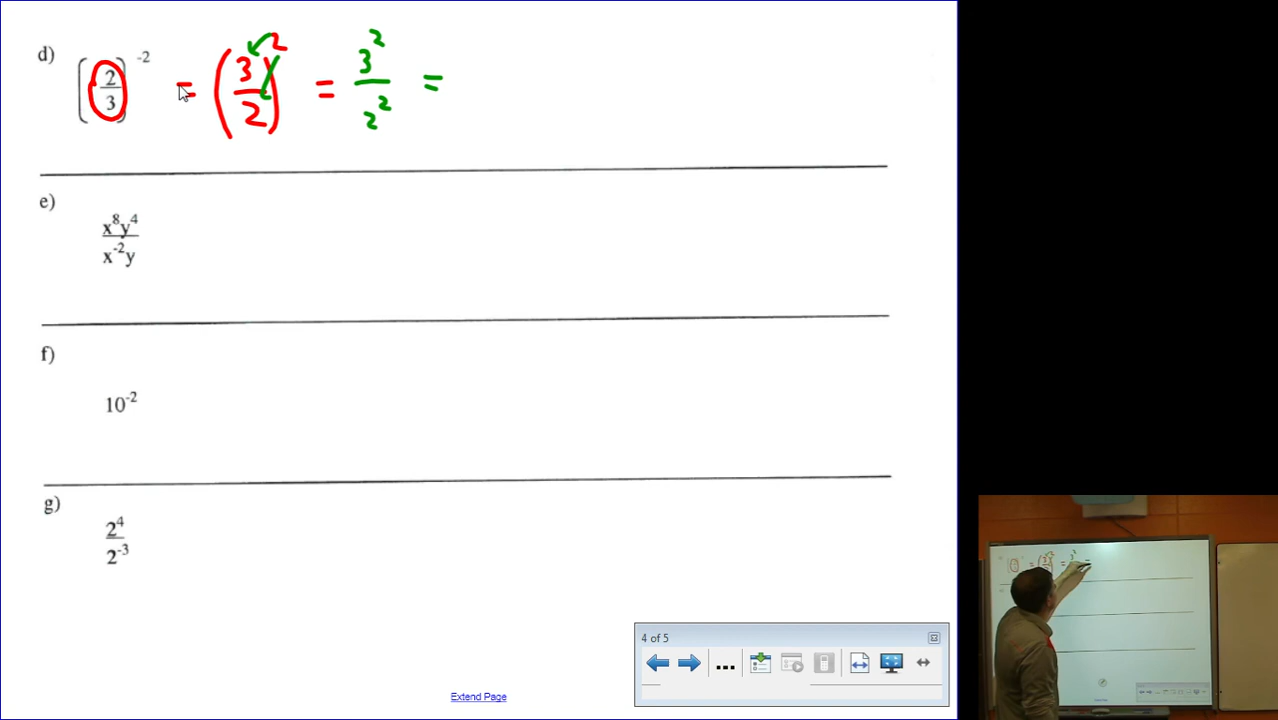 d) (2/3)^-2 = (3/2)^2 = 3^2/2^2 =
e) x^8y^4/x^-2y
f) 10^-2
g) 2^4/2^-3
4 of 5
...
Extend Page